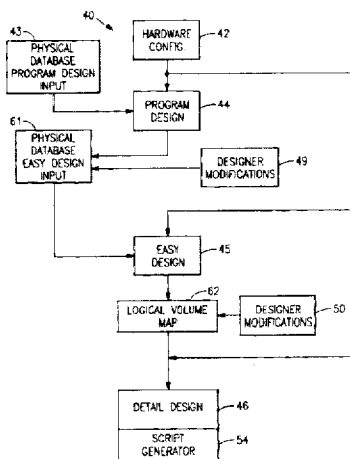 40
43
PHYSICAL
DATABASE
PROGRAM DESIGN
INPUT
HARDWARE
CONFIG.
42
PROGRAM
DESIGN
44
61
PHYSICAL
DATABASE
EASY DESIGN
INPUT
DESIGNER
MODIFICATIONS
49
EASY
DESIGN
45
62
LOGICAL VOLUME
MAP
DESIGNER
MODIFICATIONS
50
DETAIL DESIGN
46
SCRIPT
GENERATOR
54